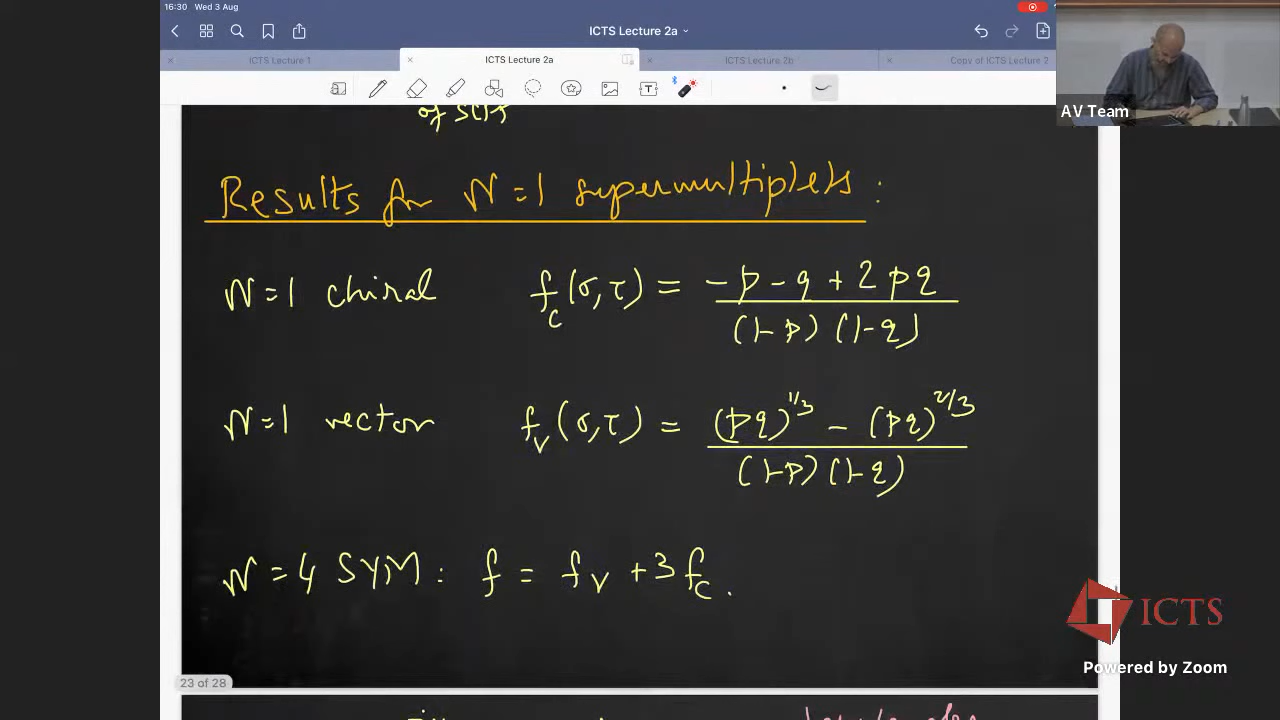 16:30 Wed 3 Aug
ICTS Lecture 2a
ICTS Lecture 1
ICTS Lecture 2a
ICTS Lecture 2b
Copy of ICTS Lecture 2
AV Team
of SCFT
Results for N=1 supermultiplets :
N=1 chiral f_c(σ,τ) = (-p - q + 2pq) / ((1-p)(1-q))
N=1 vector f_v(σ,τ) = ((pq)^{1/3} - (pq)^{2/3}) / ((1-p)(1-q))
N=4 SYM : f = f_v + 3 f_c .
ICTS
Powered by Zoom
23 of 28